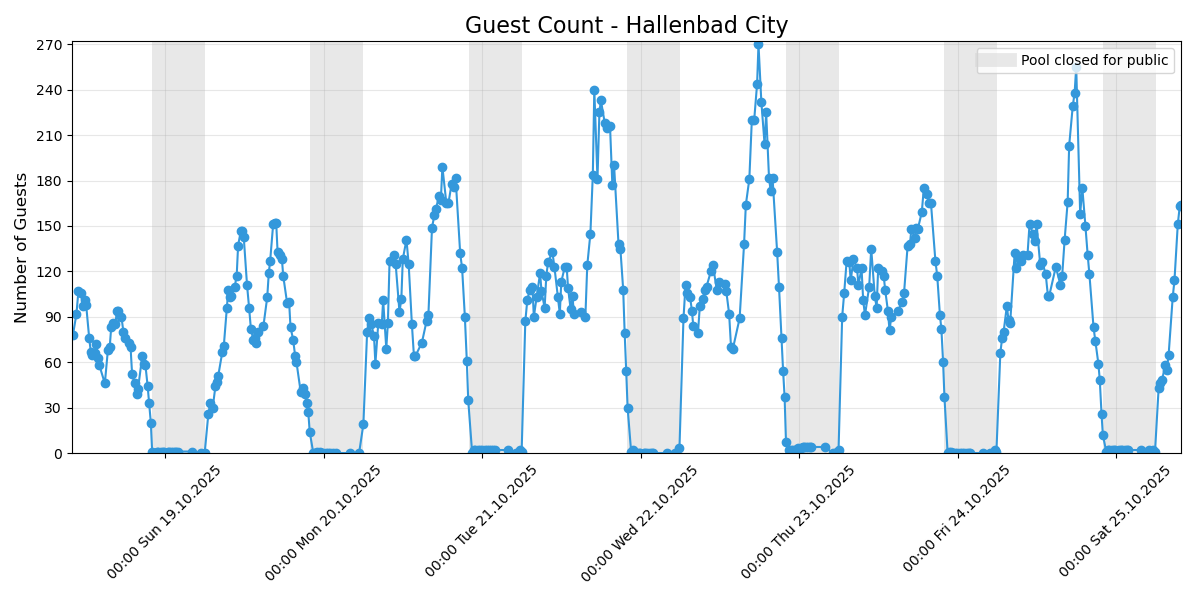 Guest Count - Hallenbad City
Pool closed for public
Number of Guests
270
240
210
180
150
120
90
60
30
0
00:00 Sun 19.10.2025
00:00 Mon 20.10.2025
00:00 Tue 21.10.2025
00:00 Wed 22.10.2025
00:00 Thu 23.10.2025
00:00 Fri 24.10.2025
00:00 Sat 25.10.2025